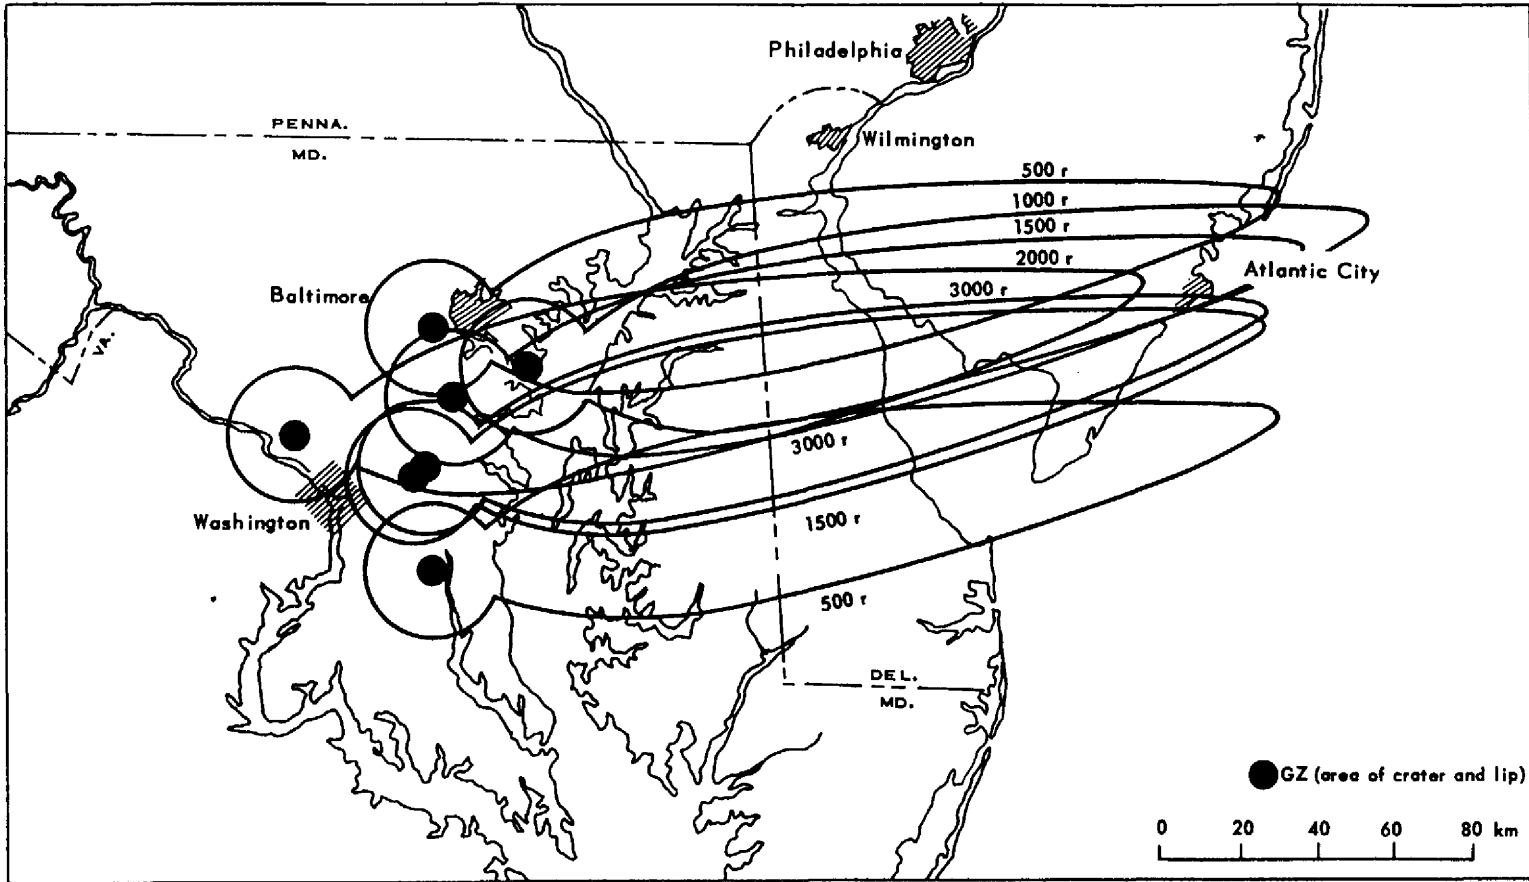 Philadelphia
PENNA.
MD.
Wilmington
500 r
1000 r
1500 r
2000 r
Atlantic City
3000 r
Baltimore
VA.
3000 r
Washington
1500 r
500 r
DEL.
MD.
GZ (area of crater and lip)
0 20 40 60 80 km